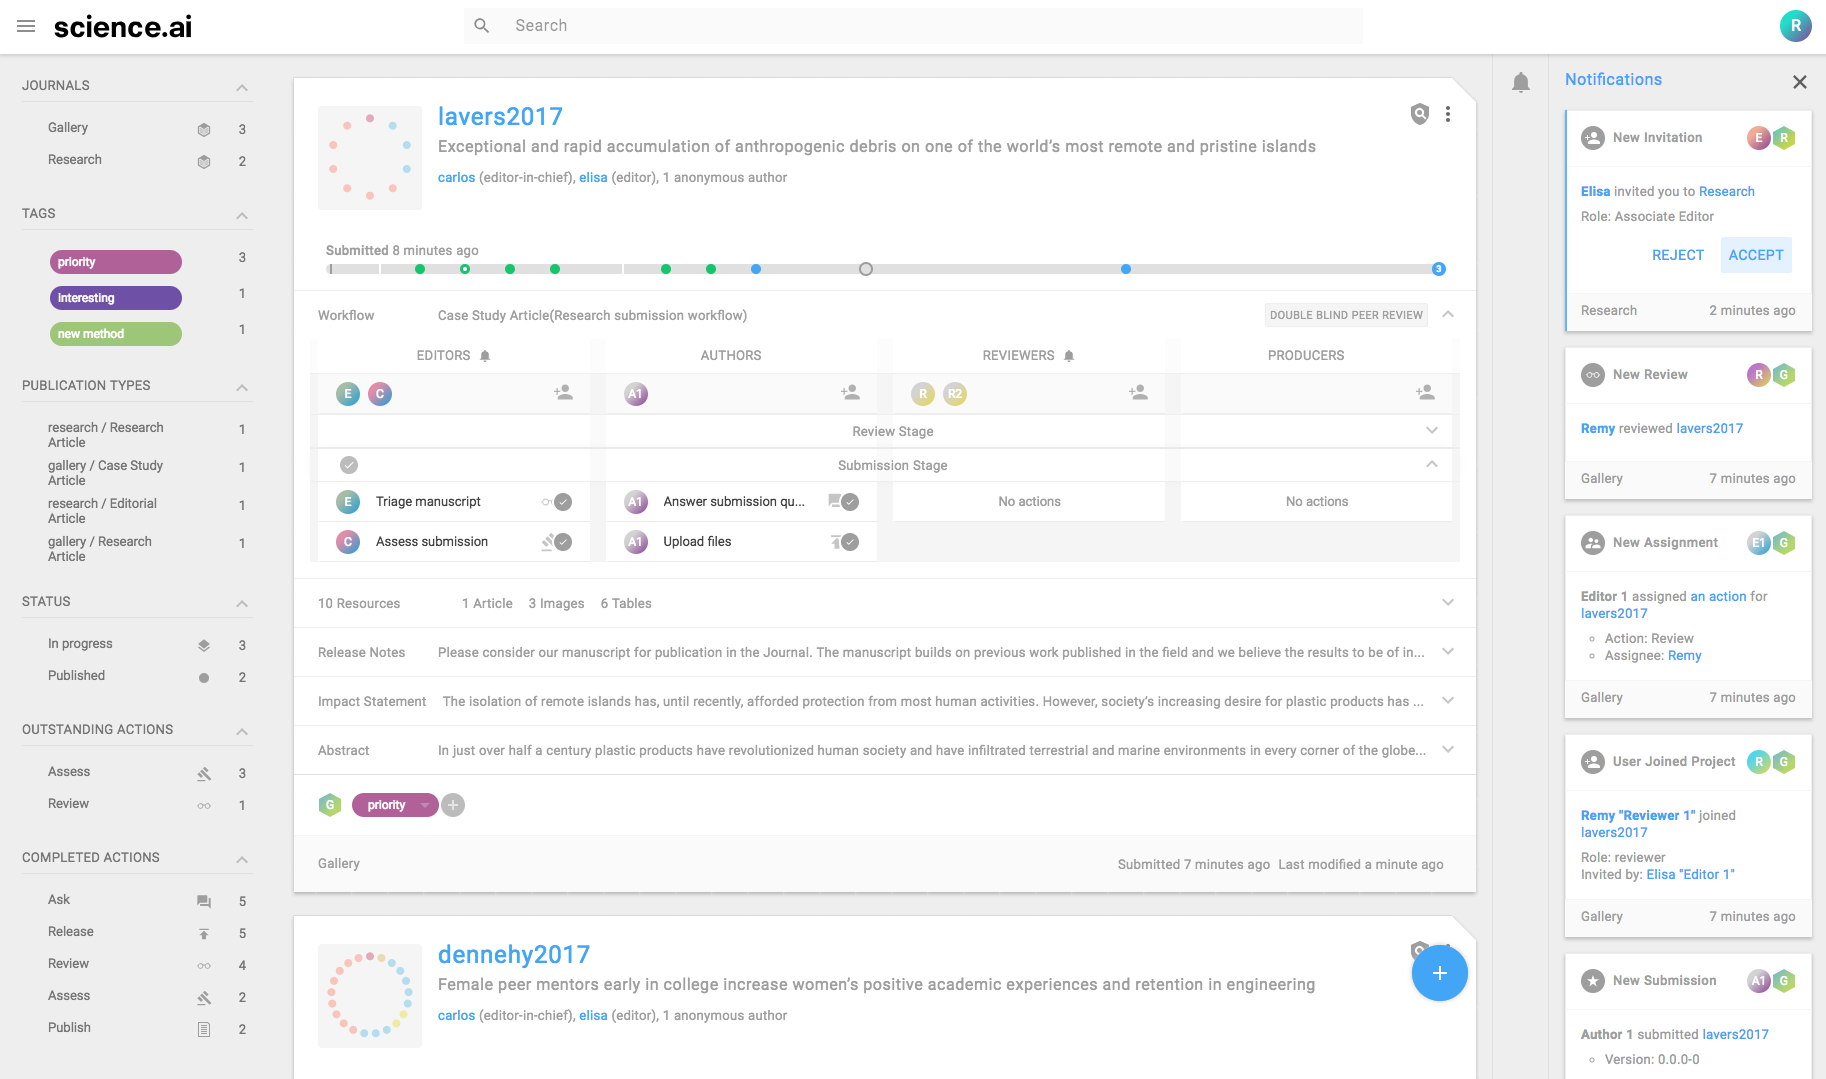 science.ai
Search
R
JOURNALS
Gallery 3
Research 2
TAGS
priority 3
interesting 1
new method 1
PUBLICATION TYPES
research / Research 1
Article
gallery / Case Study 1
Article
research / Editorial 1
Article
gallery / Research 1
Article
STATUS
In progress 3
Published 2
OUTSTANDING ACTIONS
Assess 3
Review 1
COMPLETED ACTIONS
Ask 5
Release 5
Review 4
Assess 2
Publish 2
lavers2017
Exceptional and rapid accumulation of anthropogenic debris on one of the world’s most remote and pristine islands
carlos (editor-in-chief), elisa (editor), 1 anonymous author
Submitted 8 minutes ago
3
Workflow Case Study Article(Research submission workflow) DOUBLE BLIND PEER REVIEW
EDITORS AUTHORS REVIEWERS PRODUCERS
E C A1 R R2
Review Stage
Submission Stage
E Triage manuscript A1 Answer submission qu... No actions No actions
C Assess submission A1 Upload files
10 Resources 1 Article 3 Images 6 Tables
Release Notes Please consider our manuscript for publication in the Journal. The manuscript builds on previous work published in the field and we believe the results to be of in...
Impact Statement The isolation of remote islands has, until recently, afforded protection from most human activities. However, society’s increasing desire for plastic products has ...
Abstract In just over half a century plastic products have revolutionized human society and have infiltrated terrestrial and marine environments in every corner of the globe...
G priority
Gallery Submitted 7 minutes ago Last modified a minute ago
dennehy2017
Female peer mentors early in college increase women’s positive academic experiences and retention in engineering
carlos (editor-in-chief), elisa (editor), 1 anonymous author
Notifications
New Invitation E R
Elisa invited you to Research
Role: Associate Editor
REJECT ACCEPT
Research 2 minutes ago
New Review R G
Remy reviewed lavers2017
Gallery 7 minutes ago
New Assignment E1 G
Editor 1 assigned an action for
lavers2017
Action: Review
Assignee: Remy
Gallery 7 minutes ago
User Joined Project R G
Remy "Reviewer 1" joined
lavers2017
Role: reviewer
Invited by: Elisa "Editor 1"
Gallery 7 minutes ago
New Submission A1 G
Author 1 submitted lavers2017
Version: 0.0.0-0